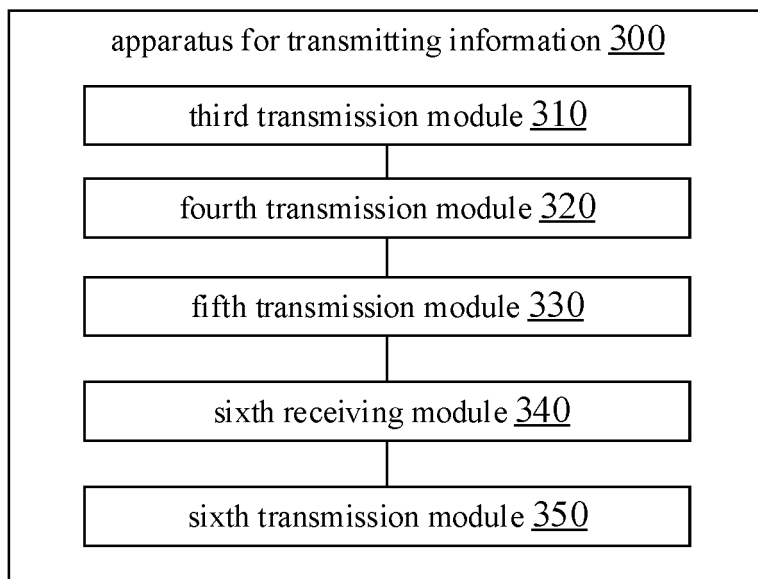 apparatus for transmitting information 300
third transmission module 310
fourth transmission module 320
fifth transmission module 330
sixth receiving module 340
sixth transmission module 350